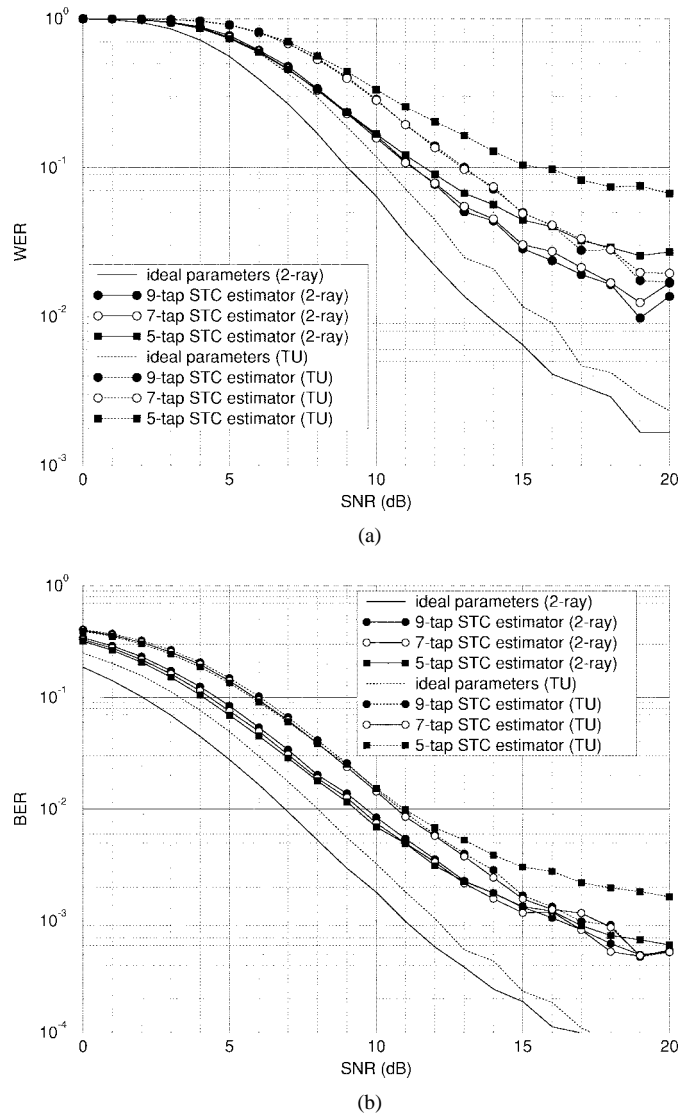 10⁰
10⁻¹
10⁻²
10⁻³
WER
ideal parameters (2-ray)
9-tap STC estimator (2-ray)
7-tap STC estimator (2-ray)
5-tap STC estimator (2-ray)
ideal parameters (TU)
9-tap STC estimator (TU)
7-tap STC estimator (TU)
5-tap STC estimator (TU)
0 5 10 15 20
SNR (dB)
(a)
10⁰
10⁻¹
10⁻²
10⁻³
10⁻⁴
BER
ideal parameters (2-ray)
9-tap STC estimator (2-ray)
7-tap STC estimator (2-ray)
5-tap STC estimator (2-ray)
ideal parameters (TU)
9-tap STC estimator (TU)
7-tap STC estimator (TU)
5-tap STC estimator (TU)
0 5 10 15 20
SNR (dB)
(b)